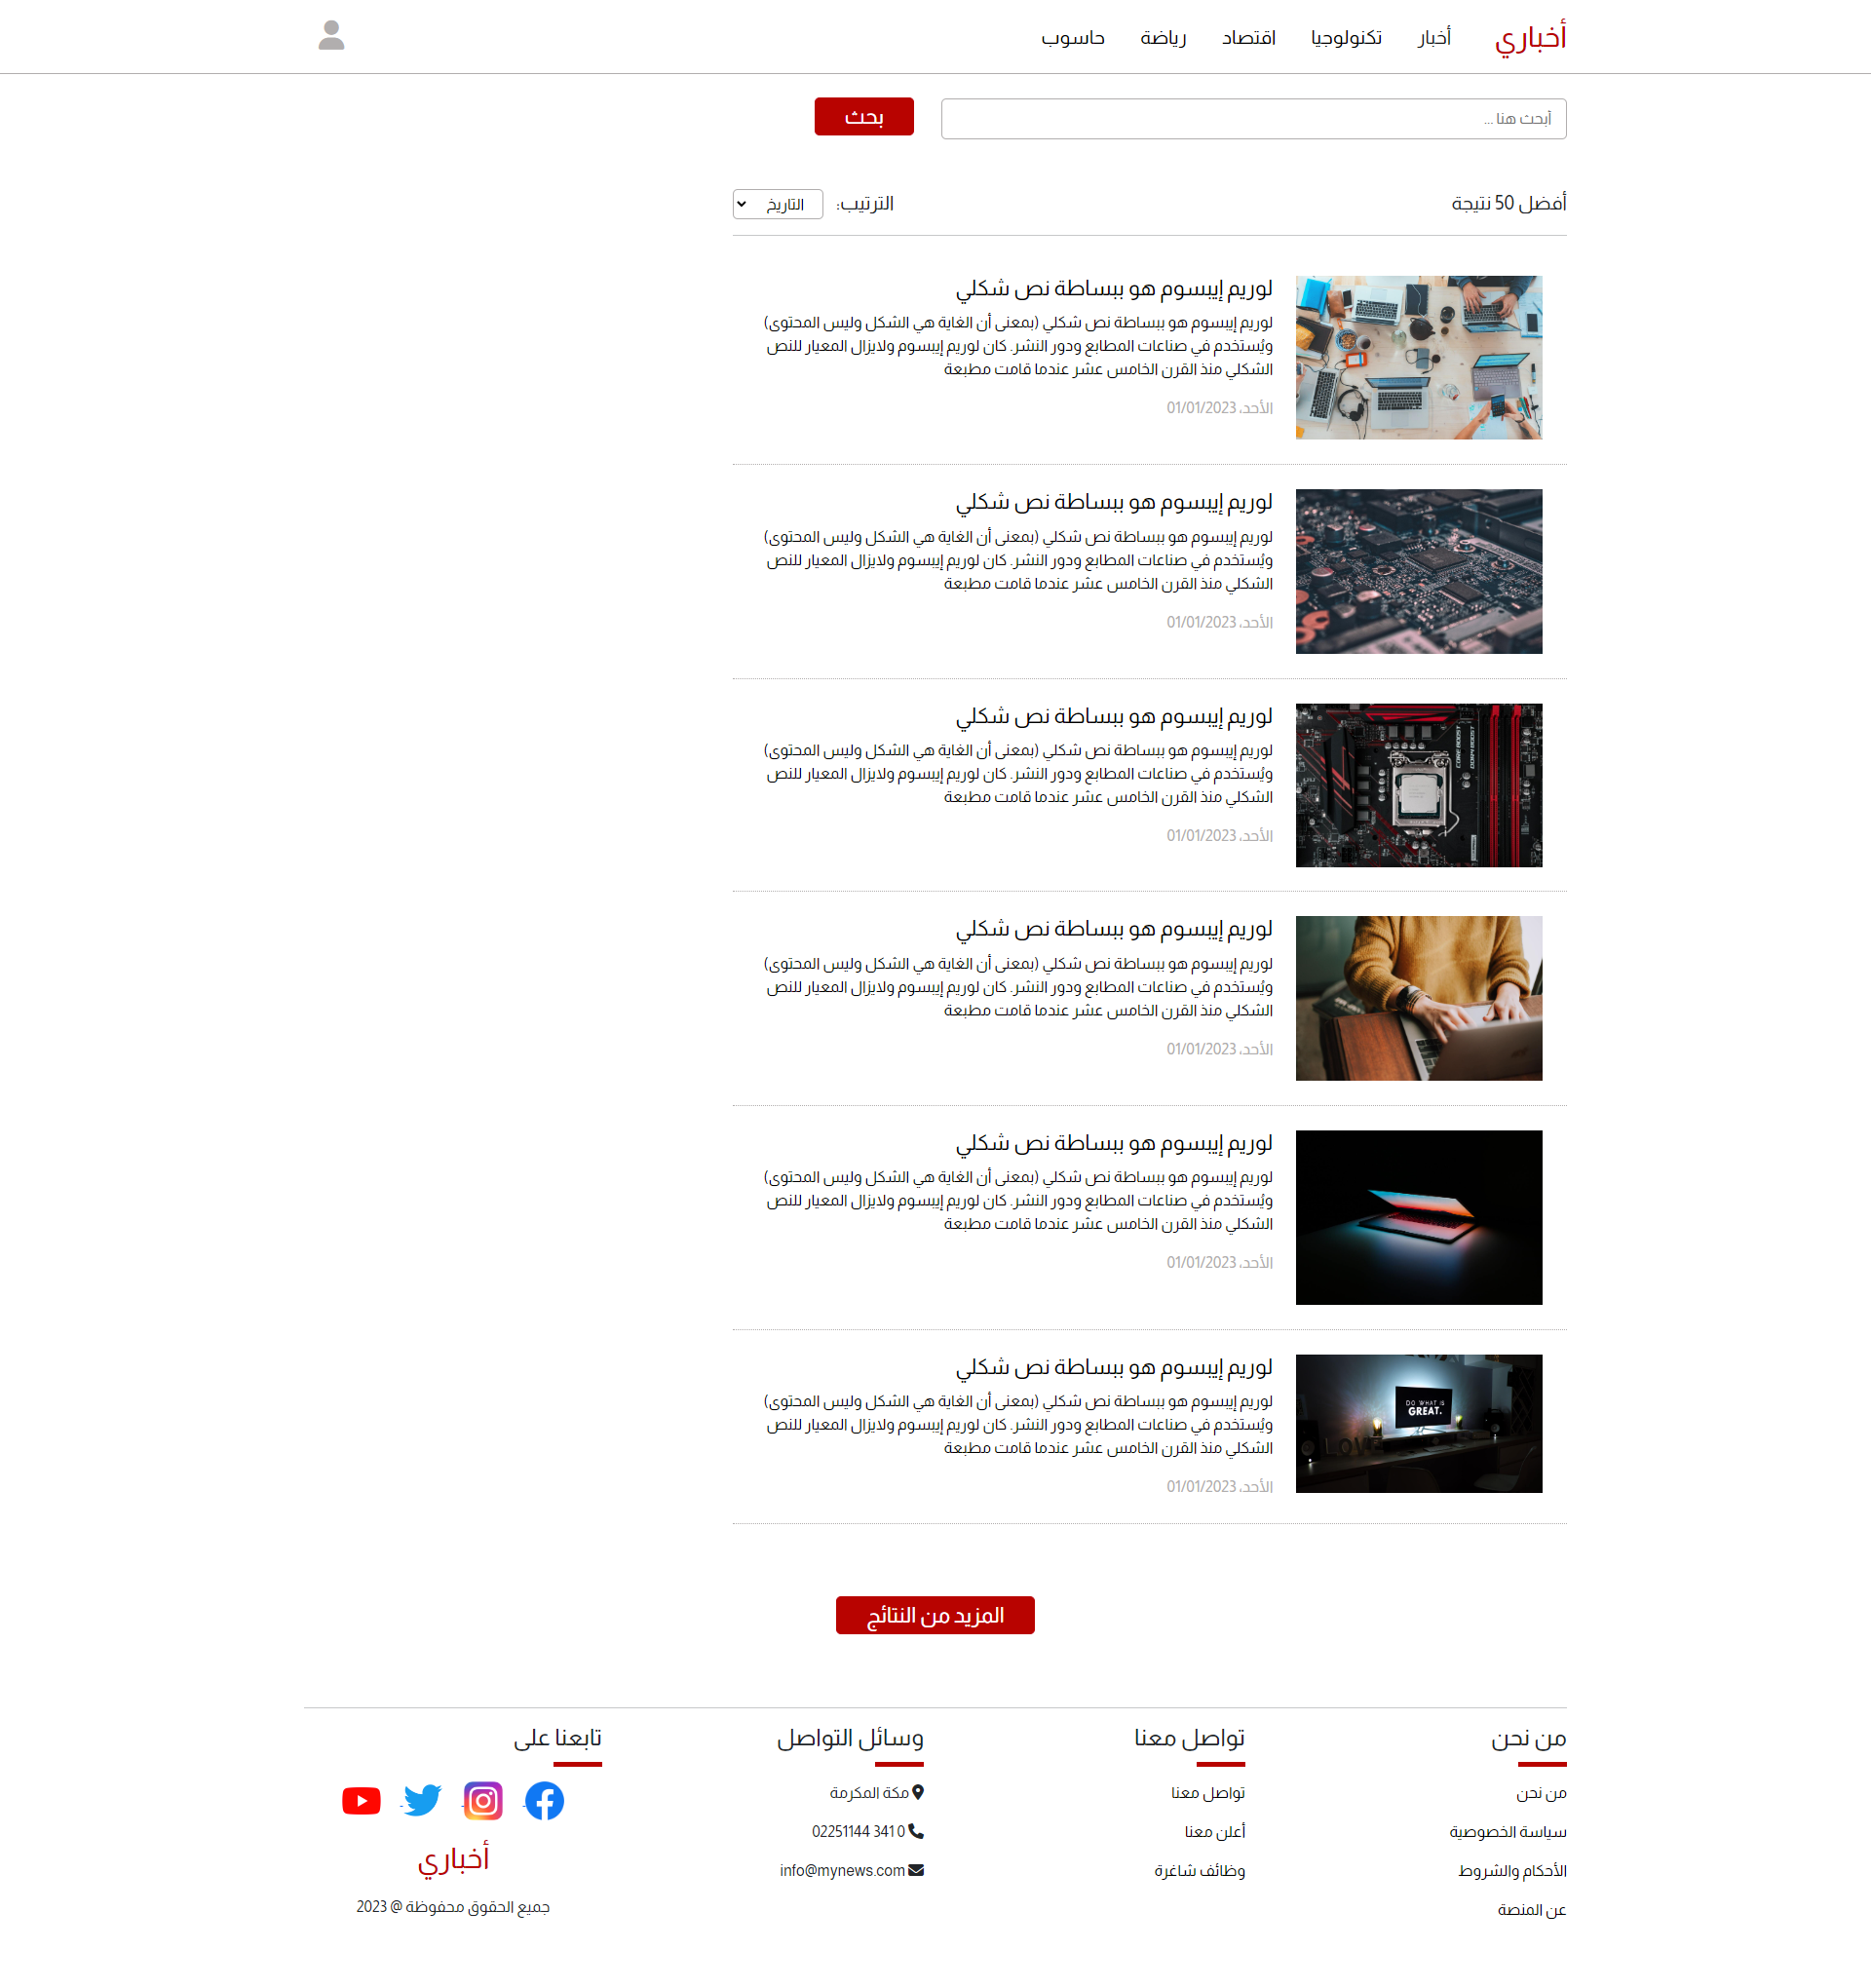 أخباري
أخبار
تكنولوجيا
اقتصاد
رياضة
حاسوب
أبحث هنا ...
بحث
أفضل 50 نتيجة
الترتيب:
التاريخ
لوريم إيبسوم هو ببساطة نص شكلي
لوريم إيبسوم هو ببساطة نص شكلي (بمعنى أن الغاية هي الشكل وليس المحتوى)
ويُستخدم في صناعات المطابع ودور النشر. كان لوريم إيبسوم ولايزال المعيار للنص
الشكلي منذ القرن الخامس عشر عندما قامت مطبعة
الأحد، 01/01/2023
لوريم إيبسوم هو ببساطة نص شكلي
لوريم إيبسوم هو ببساطة نص شكلي (بمعنى أن الغاية هي الشكل وليس المحتوى)
ويُستخدم في صناعات المطابع ودور النشر. كان لوريم إيبسوم ولايزال المعيار للنص
الشكلي منذ القرن الخامس عشر عندما قامت مطبعة
الأحد، 01/01/2023
لوريم إيبسوم هو ببساطة نص شكلي
لوريم إيبسوم هو ببساطة نص شكلي (بمعنى أن الغاية هي الشكل وليس المحتوى)
ويُستخدم في صناعات المطابع ودور النشر. كان لوريم إيبسوم ولايزال المعيار للنص
الشكلي منذ القرن الخامس عشر عندما قامت مطبعة
الأحد، 01/01/2023
لوريم إيبسوم هو ببساطة نص شكلي
لوريم إيبسوم هو ببساطة نص شكلي (بمعنى أن الغاية هي الشكل وليس المحتوى)
ويُستخدم في صناعات المطابع ودور النشر. كان لوريم إيبسوم ولايزال المعيار للنص
الشكلي منذ القرن الخامس عشر عندما قامت مطبعة
الأحد، 01/01/2023
لوريم إيبسوم هو ببساطة نص شكلي
لوريم إيبسوم هو ببساطة نص شكلي (بمعنى أن الغاية هي الشكل وليس المحتوى)
ويُستخدم في صناعات المطابع ودور النشر. كان لوريم إيبسوم ولايزال المعيار للنص
الشكلي منذ القرن الخامس عشر عندما قامت مطبعة
الأحد، 01/01/2023
DO WHAT IS
GREAT.
LOVE
لوريم إيبسوم هو ببساطة نص شكلي
لوريم إيبسوم هو ببساطة نص شكلي (بمعنى أن الغاية هي الشكل وليس المحتوى)
ويُستخدم في صناعات المطابع ودور النشر. كان لوريم إيبسوم ولايزال المعيار للنص
الشكلي منذ القرن الخامس عشر عندما قامت مطبعة
الأحد، 01/01/2023
المزيد من النتائج
من نحن
من نحن
سياسة الخصوصية
الأحكام والشروط
عن المنصة
تواصل معنا
تواصل معنا
أعلن معنا
وظائف شاغرة
وسائل التواصل
مكة المكرمة
02251144 3410
info@mynews.com
تابعنا على
أخباري
جميع الحقوق محفوظة @ 2023